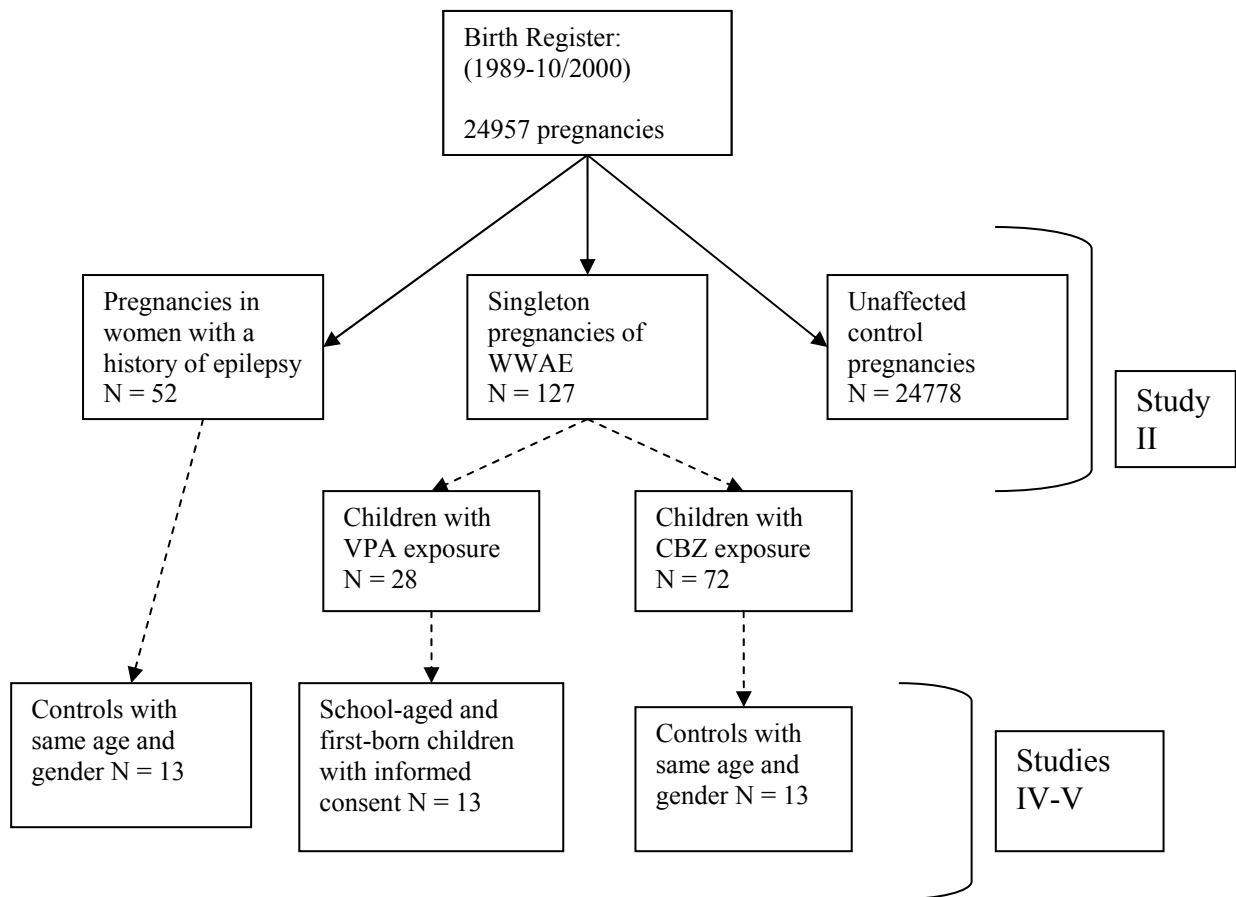 Birth Register:
(1989-10/2000)
24957 pregnancies
Pregnancies in
women with a
history of epilepsy
N = 52
Singleton
pregnancies of
WWAE
N = 127
Unaffected
control
pregnancies
N = 24778
Study
II
Children with
VPA exposure
N = 28
Children with
CBZ exposure
N = 72
Controls with
same age and
gender N = 13
School-aged and
first-born children
with informed
consent N = 13
Controls with
same age and
gender N = 13
Studies
IV-V